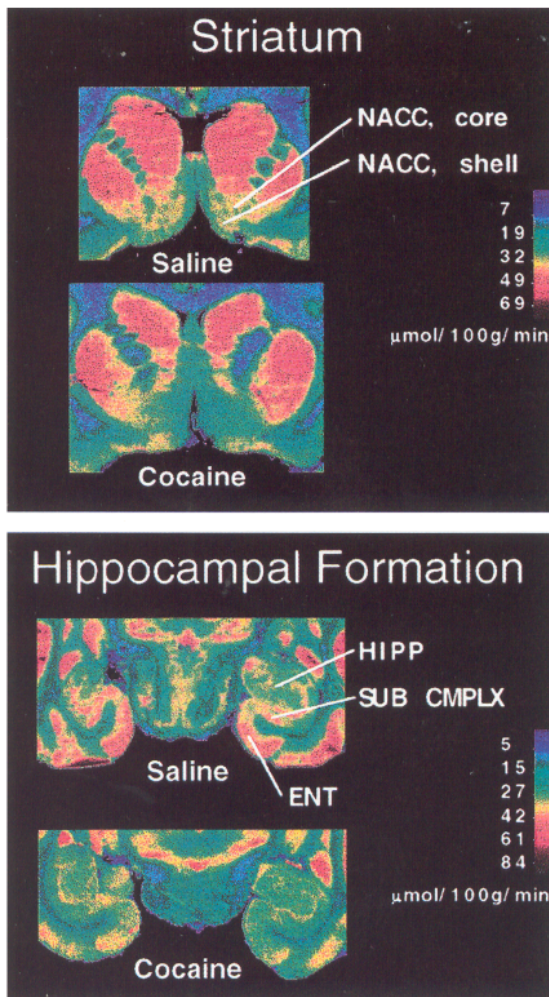 Striatum
NACC, core
NACC, shell
Saline
7
19
32
49
69
μmol/100g/min
Cocaine
Hippocampal Formation
HIPP
SUB CMPLX
Saline
ENT
5
15
27
42
61
84
μmol/100g/min
Cocaine